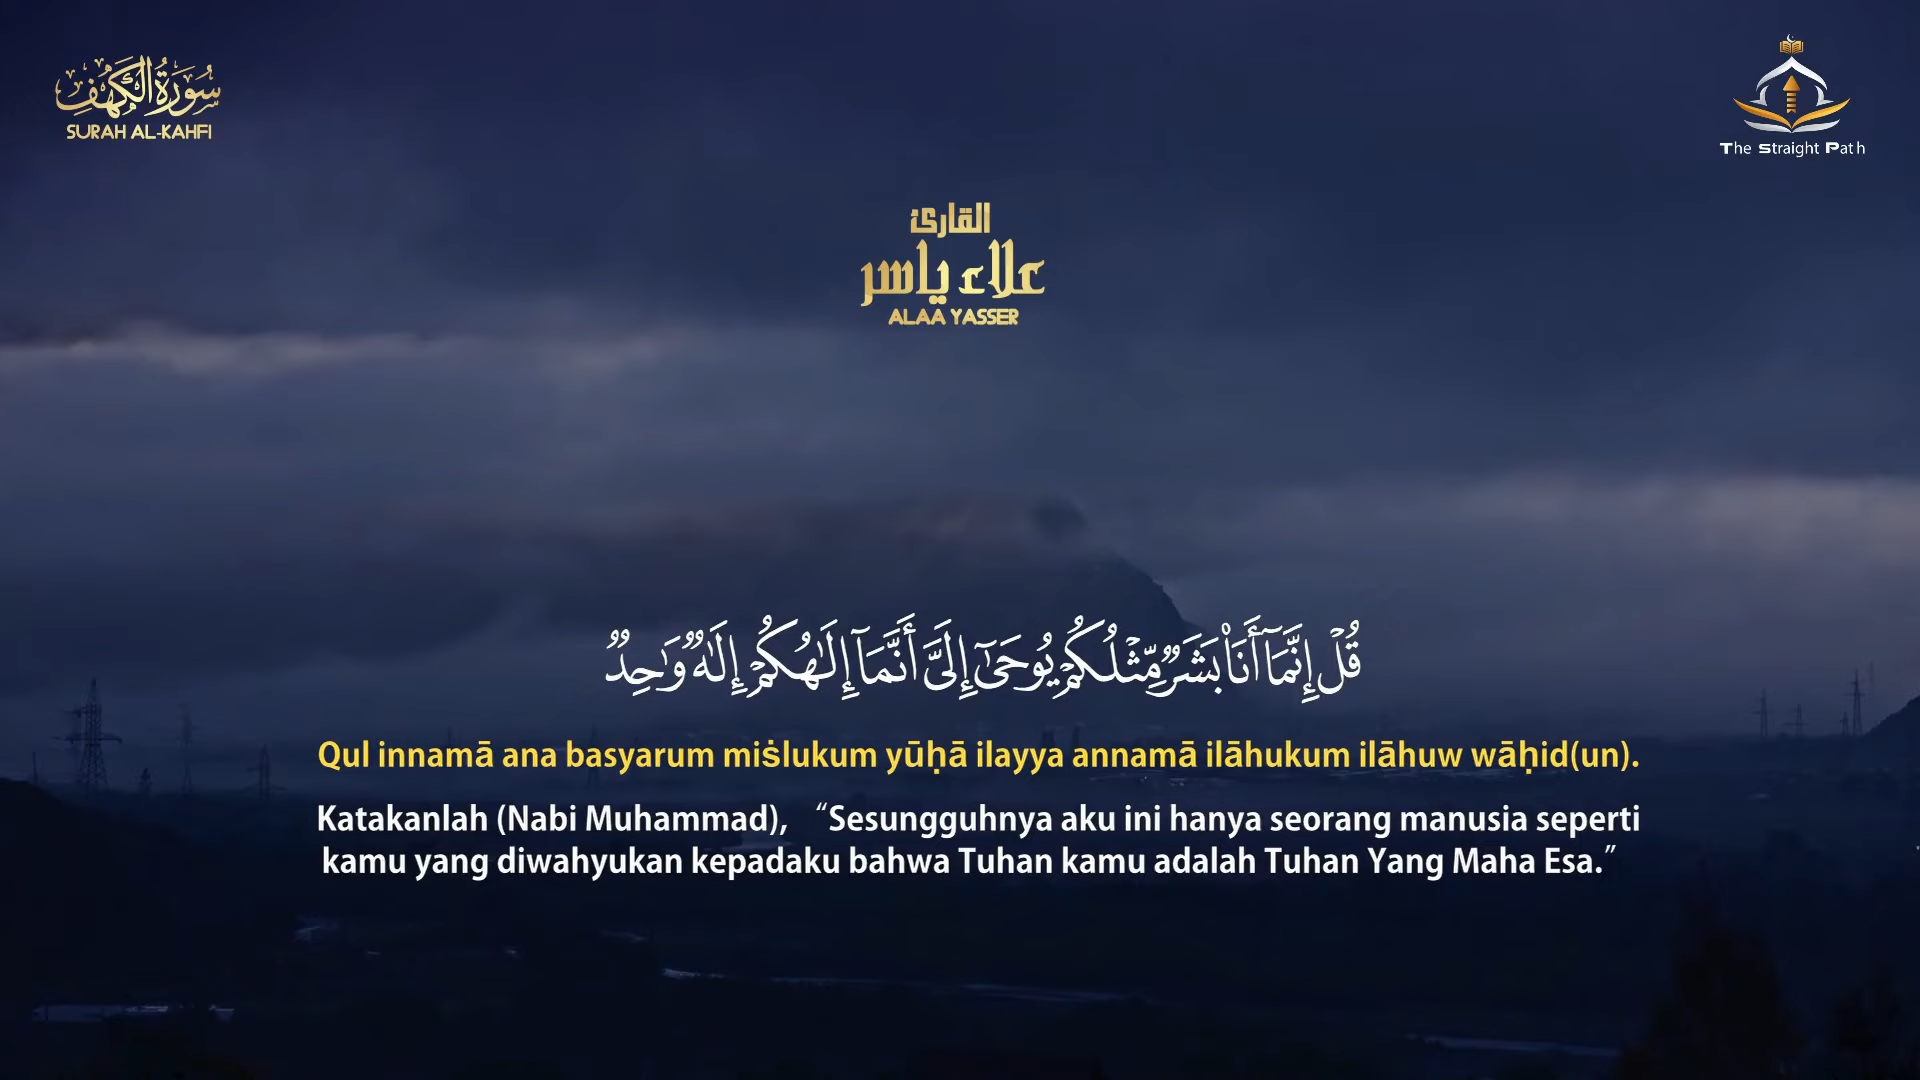 سُورَةُ الْكَهْفِ
SURAH AL-KAHFI
The Straight Path
القارئ
علاء ياسر
ALAA YASSER
قُلْ إِنَّمَآ أَنَا۠ بَشَرٌ مِّثْلُكُمْ يُوحَىٰٓ إِلَىَّ أَنَّمَآ إِلَٰهُكُمْ إِلَٰهٌ وَٰحِدٌ
Qul innamā ana basyarum miṡlukum yūḥā ilayya annamā ilāhukum ilāhuw wāḥid(un).
Katakanlah (Nabi Muhammad), “Sesungguhnya aku ini hanya seorang manusia seperti
kamu yang diwahyukan kepadaku bahwa Tuhan kamu adalah Tuhan Yang Maha Esa.”